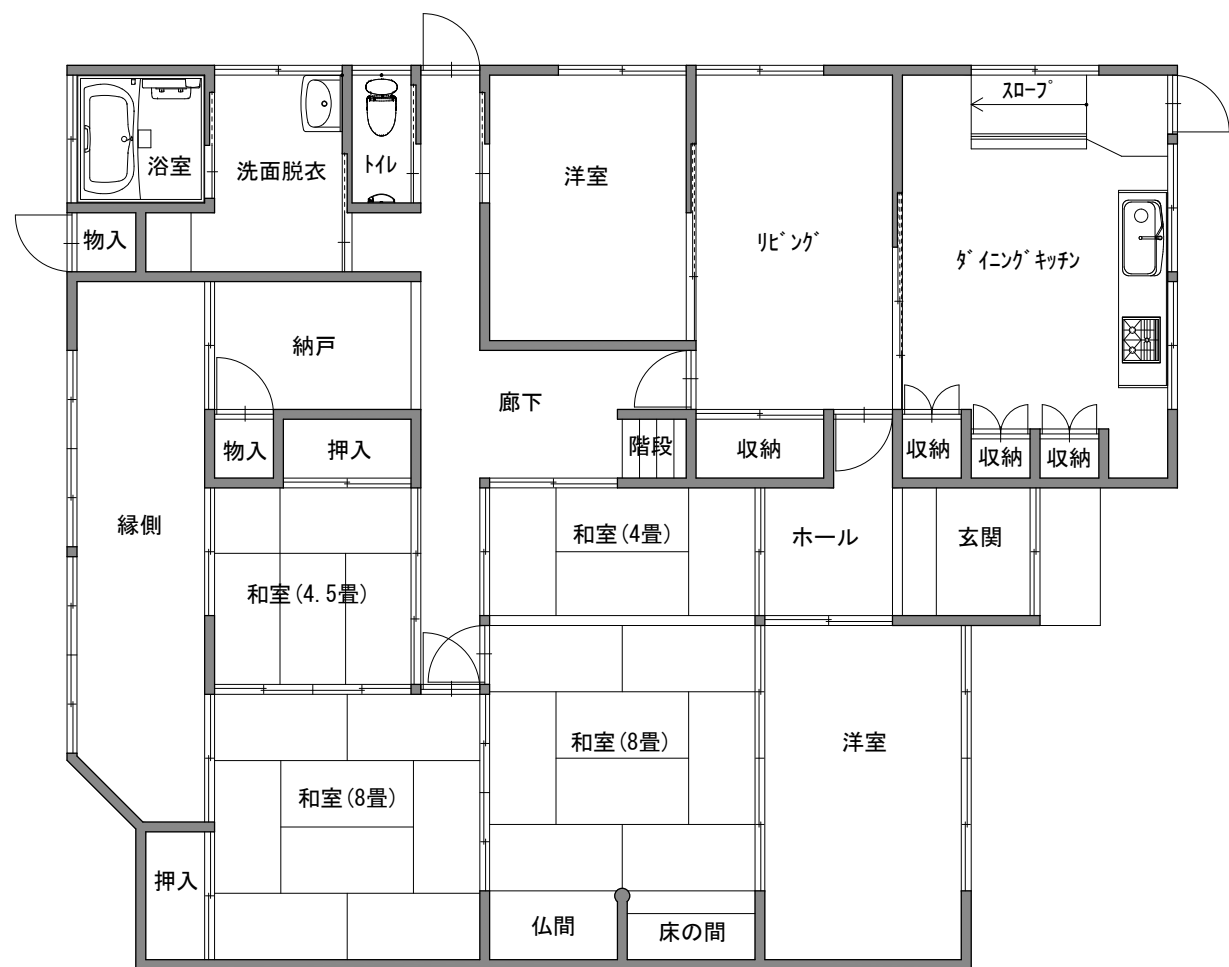 スロープ
浴室
洗面脱衣
トイレ
洋室
リビング
ダイニングキッチン
物入
納戸
廊下
物入
押入
階段
収納
収納
収納
収納
縁側
和室(4畳)
ホール
玄関
和室(4.5畳)
和室(8畳)
洋室
和室(8畳)
押入
仏間
床の間